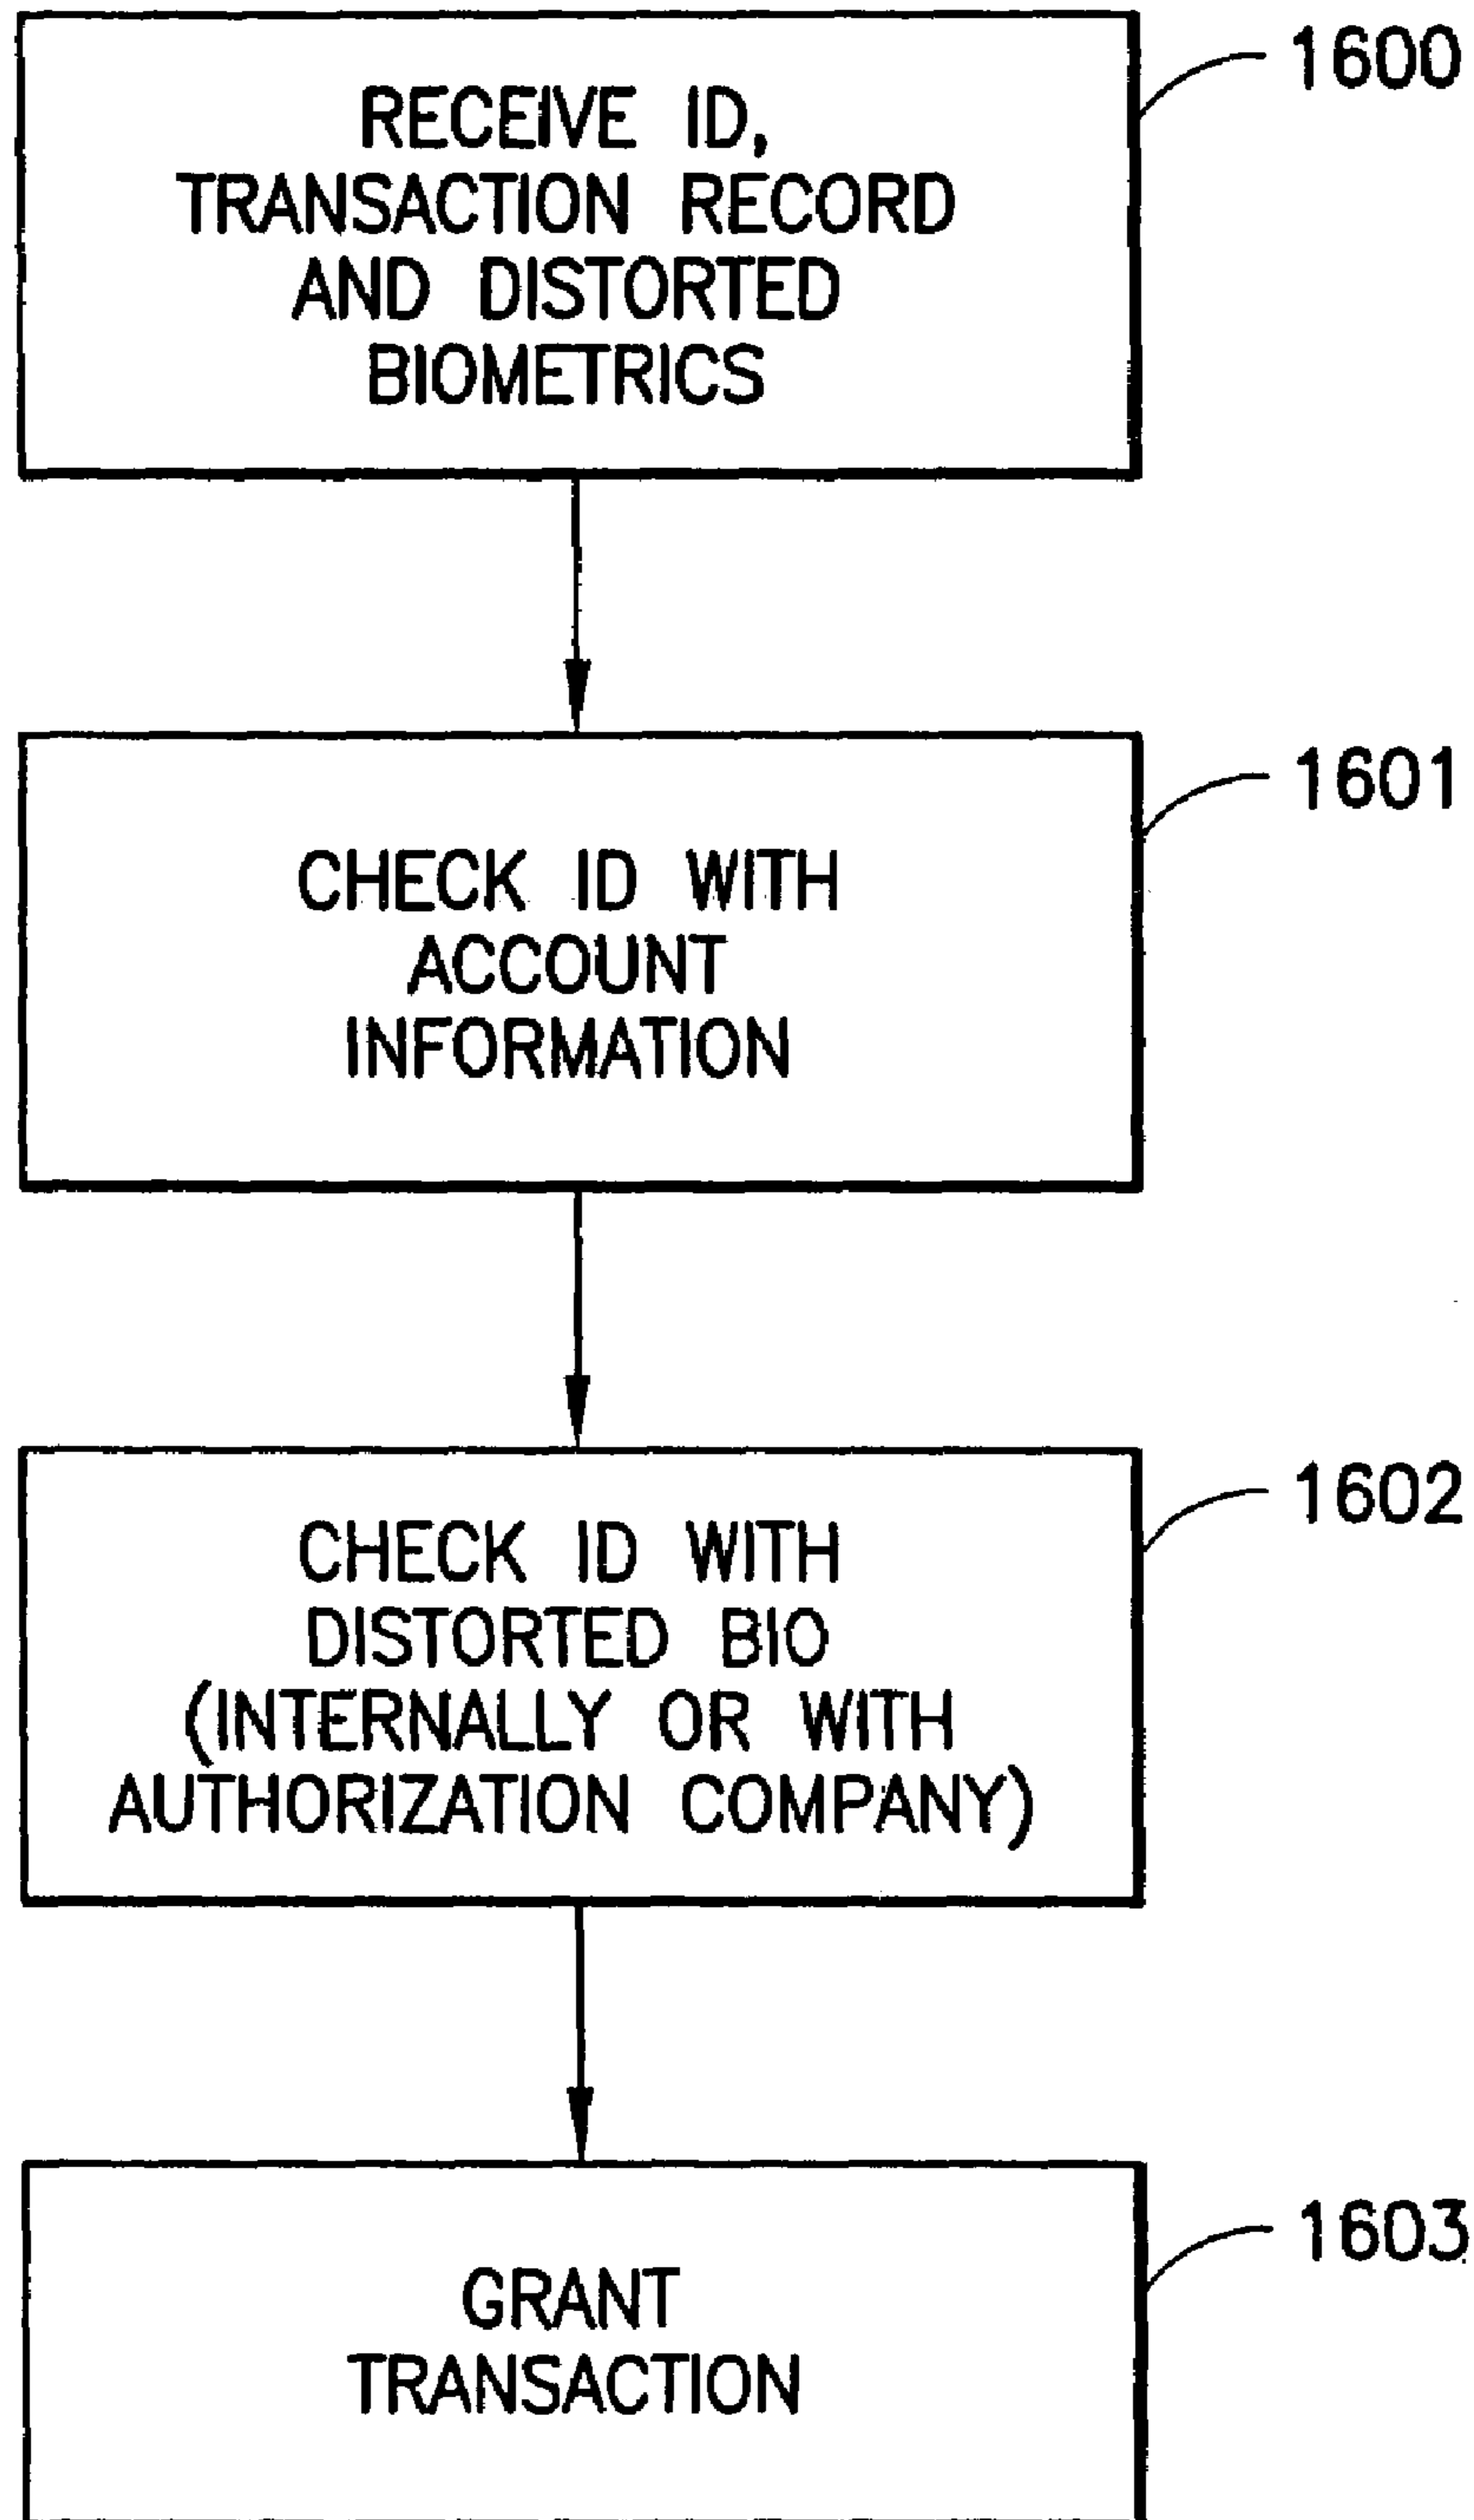 RECEIVE ID,
TRANSACTION RECORD
AND DISTORTED
BIOMETRICS
1600
CHECK ID WITH
ACCOUNT
INFORMATION
1601
CHECK ID WITH
DISTORTED BIO
(INTERNALLY OR WITH
AUTHORIZATION COMPANY)
1602
GRANT
TRANSACTION
1603